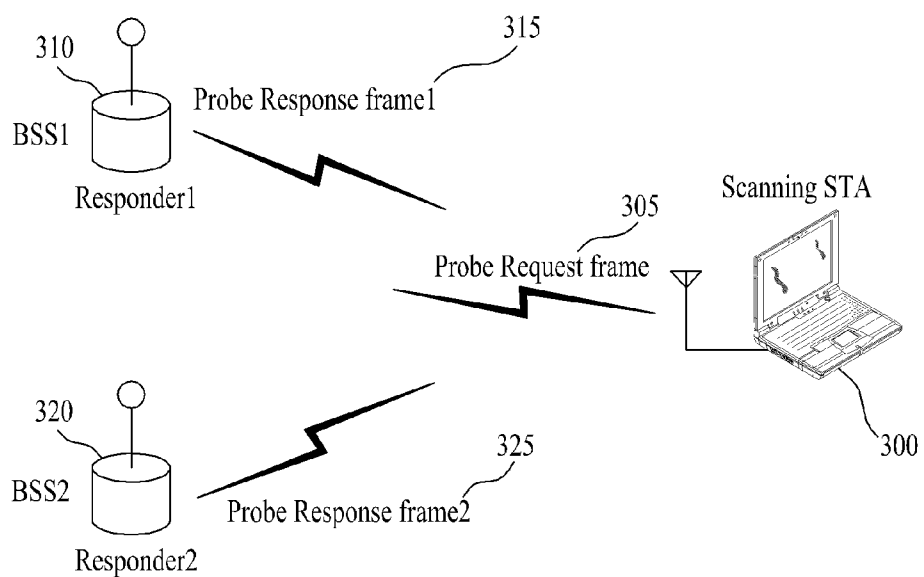 315
310
Probe Response frame1
BSS1
Responder1
Scanning STA
305
Probe Request frame
320
325
300
BSS2
Probe Response frame2
Responder2